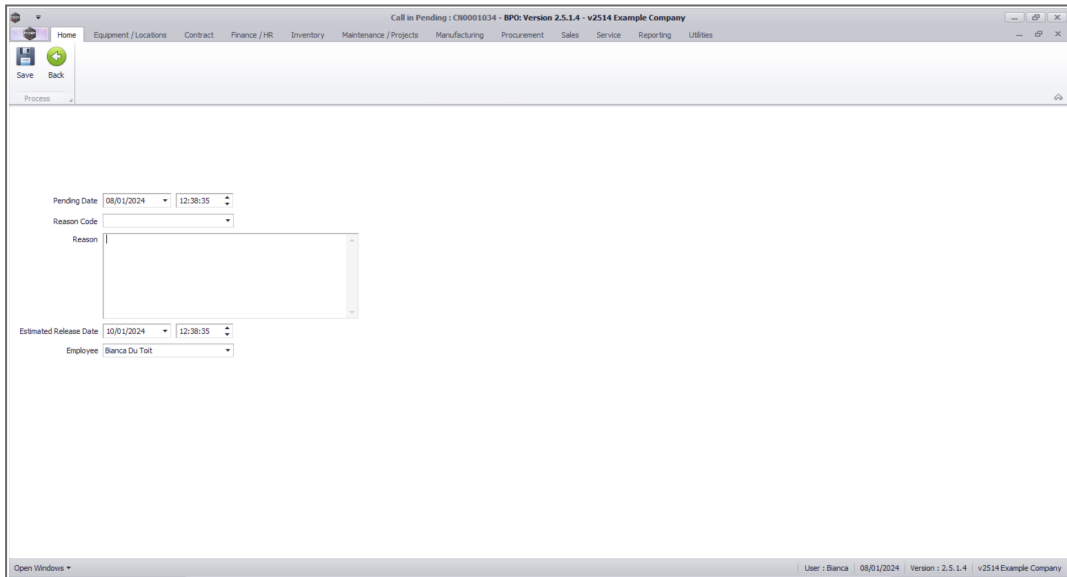 Call in Pending : CN0001034 - BPO: Version 2.5.1.4 - v2514 Example Company
Home Equipment / Locations Contract Finance / HR Inventory Maintenance / Projects Manufacturing Procurement Sales Service Reporting Utilities
Save Back
Process
Pending Date 08/01/2024 12:38:35
Reason Code
Reason
Estimated Release Date 10/01/2024 12:38:35
Employee Bianca Du Toit
Open Windows User : Bianca 08/01/2024 Version : 2.5.1.4 v2514 Example Company